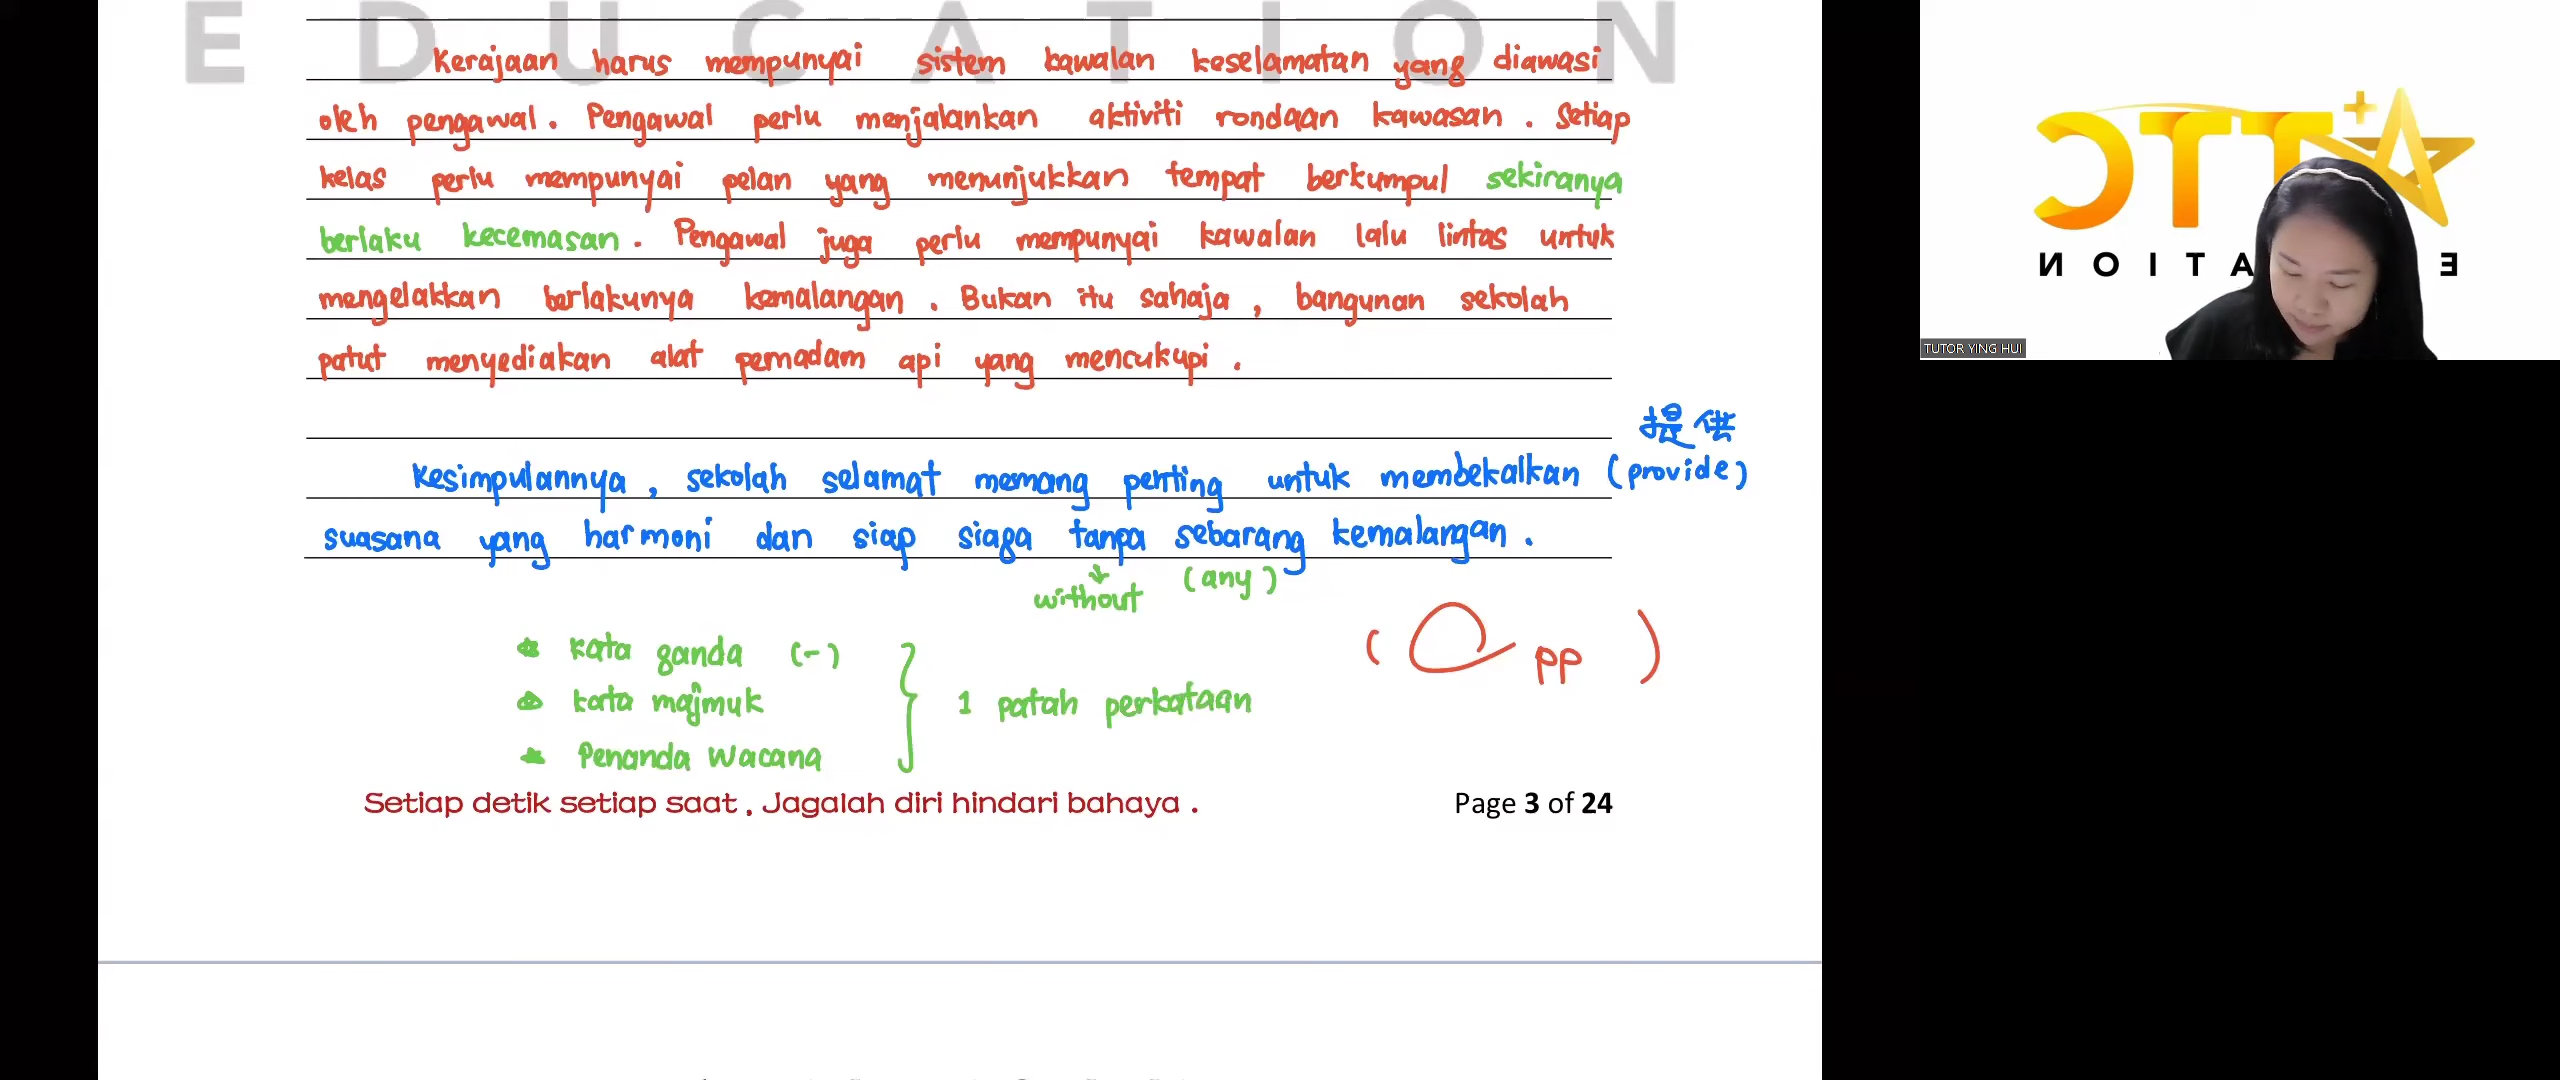 EDUCATION
Kerajaan harus mempunyai sistem kawalan keselamatan yang diawasi
oleh pengawal. Pengawal perlu menjalankan aktiviti rondaan kawasan. Setiap
kelas perlu mempunyai pelan yang menunjukkan tempat berkumpul sekiranya
berlaku kecemasan. Pengawal juga perlu mempunyai kawalan lalu lintas untuk
mengelakkan berlakunya kemalangan. Bukan itu sahaja, bangunan sekolah
patut menyediakan alat pemadam api yang mencukupi.
提供
Kesimpulannya, sekolah selamat memang penting untuk membekalkan (provide)
suasana yang harmoni dan siap siaga tanpa sebarang kemalangan.
without (any)
* kata ganda (-)
kata majmuk
* Penanda Wacana
1 patah perkataan
( pp )
Setiap detik setiap saat, Jagalah diri hindari bahaya.
Page 3 of 24
TTC+
NOITA E
TUTOR YING HUI